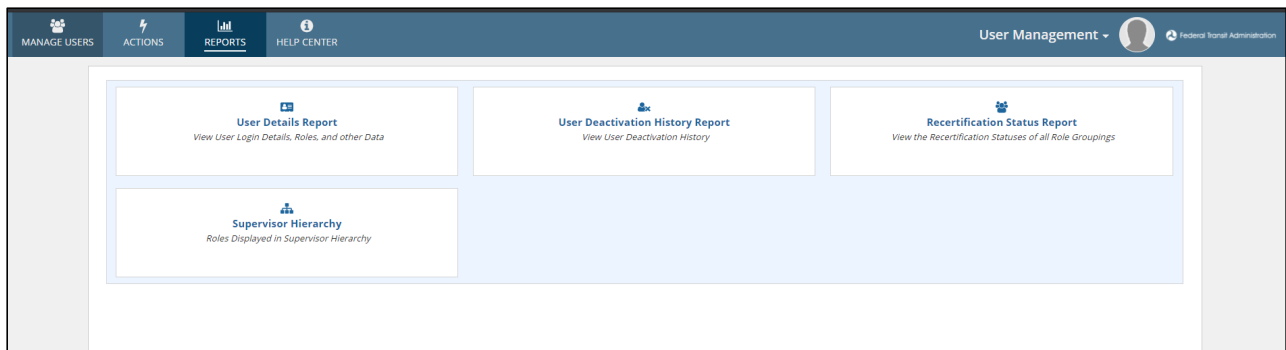 MANAGE USERS
ACTIONS
REPORTS
HELP CENTER
User Management
Federal Transit Administration
User Details Report
View User Login Details, Roles, and other Data
User Deactivation History Report
View User Deactivation History
Recertification Status Report
View the Recertification Statuses of all Role Groupings
Supervisor Hierarchy
Roles Displayed in Supervisor Hierarchy